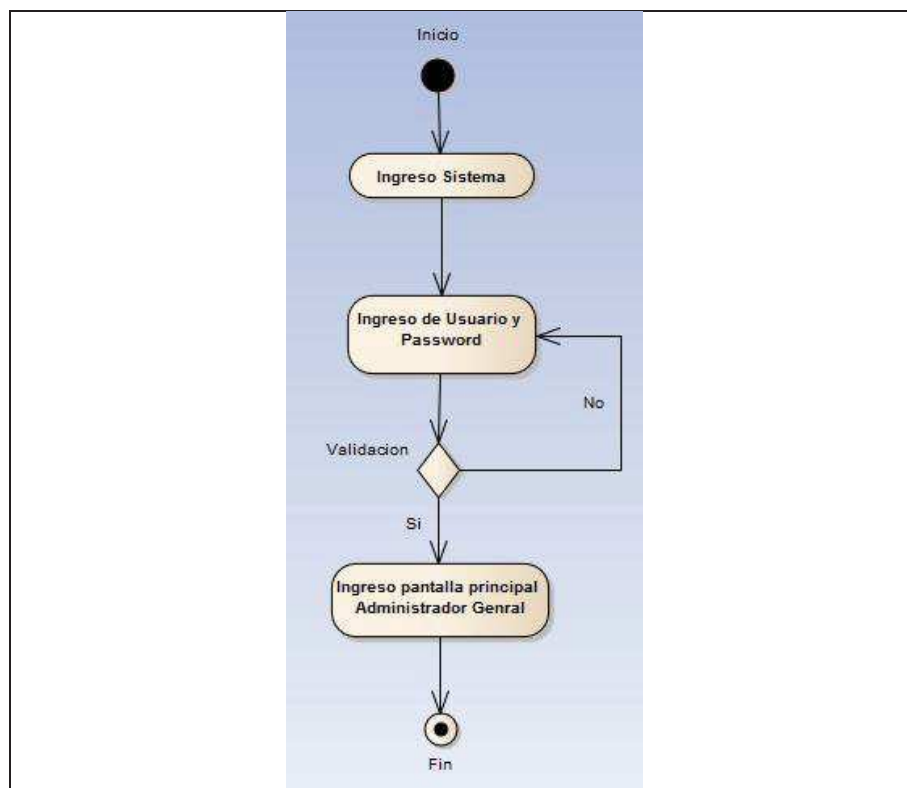 Inicio
Ingreso Sistema
Ingreso de Usuario y
Password
No
Validacion
Si
Ingreso pantalla principal
Administrador Genral
Fin